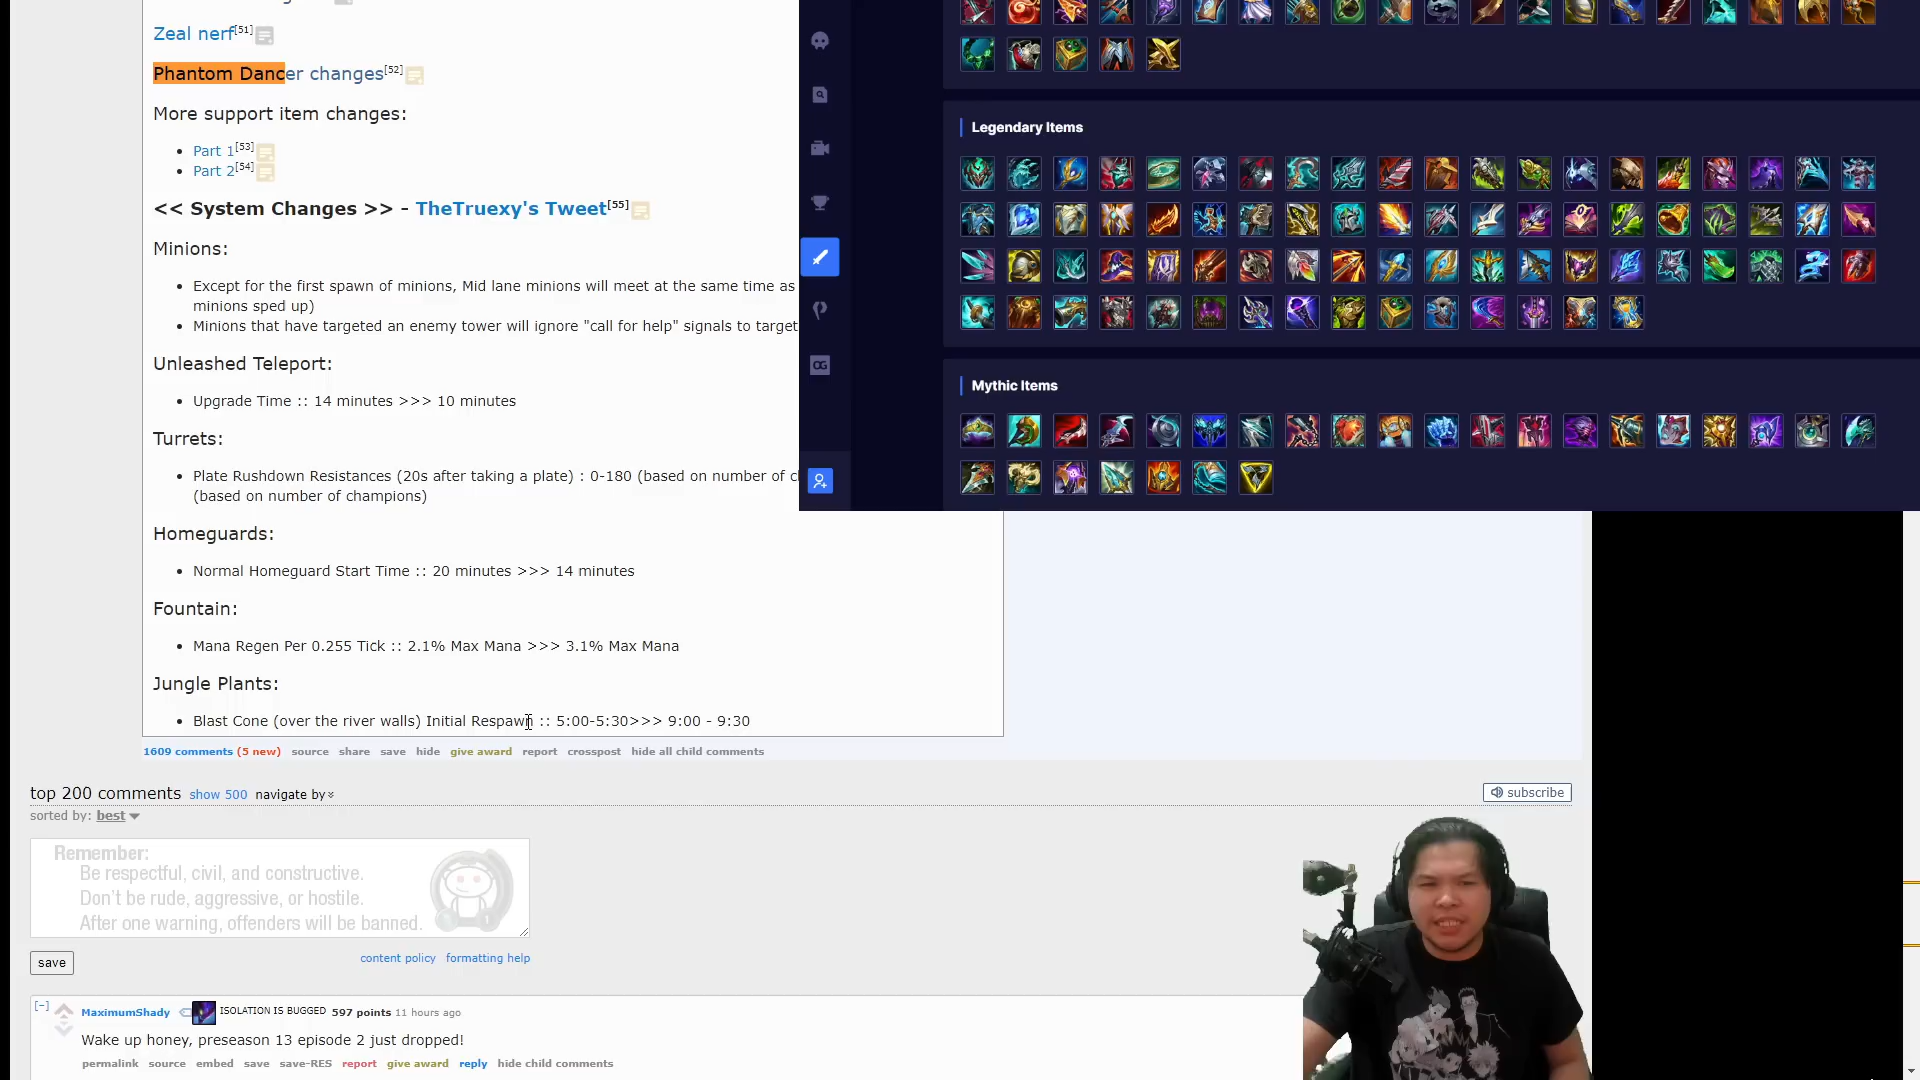 Zeal nerf[51]
Phantom Dancer changes[52]
More support item changes:
Part 1[53]
Part 2[54]
<< System Changes >> - TheTruexy's Tweet[55]
Minions:
Except for the first spawn of minions, Mid lane minions will meet at the same time as
minions sped up)
Minions that have targeted an enemy tower will ignore "call for help" signals to target
Unleashed Teleport:
Upgrade Time :: 14 minutes >>> 10 minutes
Turrets:
Plate Rushdown Resistances (20s after taking a plate) : 0-180 (based on number of c
(based on number of champions)
Homeguards:
Normal Homeguard Start Time :: 20 minutes >>> 14 minutes
Fountain:
Mana Regen Per 0.255 Tick :: 2.1% Max Mana >>> 3.1% Max Mana
Jungle Plants:
Blast Cone (over the river walls) Initial Respawn :: 5:00-5:30>>> 9:00 - 9:30
1609 comments (5 new) source share save hide give award report crosspost hide all child comments
Legendary Items
Mythic Items
OG
top 200 comments show 500 navigate by
subscribe
sorted by: best
Remember:
Be respectful, civil, and constructive.
Don't be rude, aggressive, or hostile.
After one warning, offenders will be banned.
save
content policy formatting help
[-] MaximumShady ISOLATION IS BUGGED 597 points 11 hours ago
Wake up honey, preseason 13 episode 2 just dropped!
permalink source embed save save-RES report give award reply hide child comments